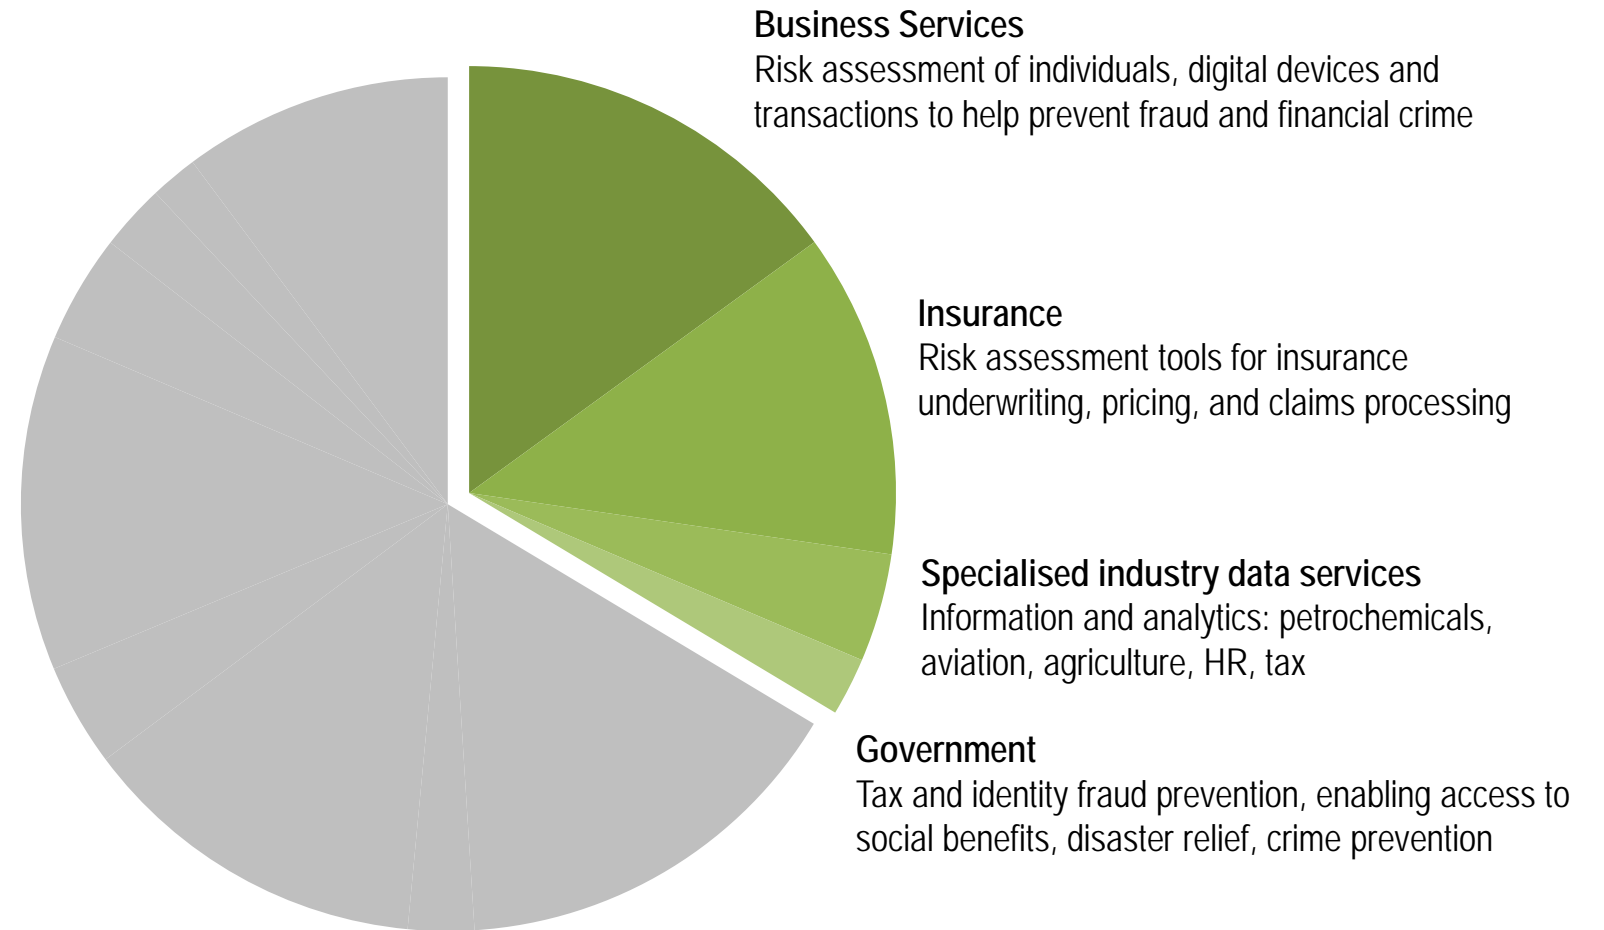 Business Services
Risk assessment of individuals, digital devices and
transactions to help prevent fraud and financial crime
Insurance
Risk assessment tools for insurance
underwriting, pricing, and claims processing
Specialised industry data services
Information and analytics: petrochemicals,
aviation, agriculture, HR, tax
Government
Tax and identity fraud prevention, enabling access to
social benefits, disaster relief, crime prevention